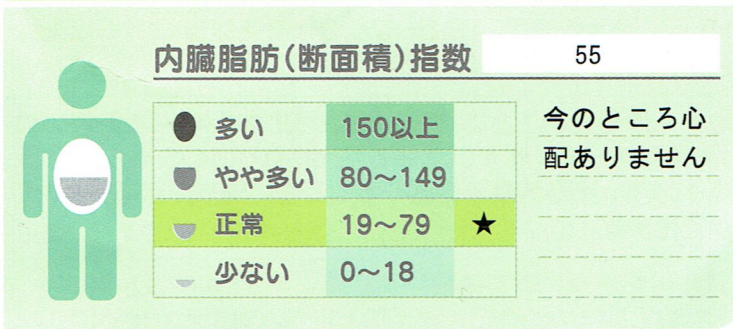 内臓脂肪(断面積)指数 55
多い 150以上
やや多い 80～149
正常 19～79 ★
少ない 0～18
今のところ心
配ありません